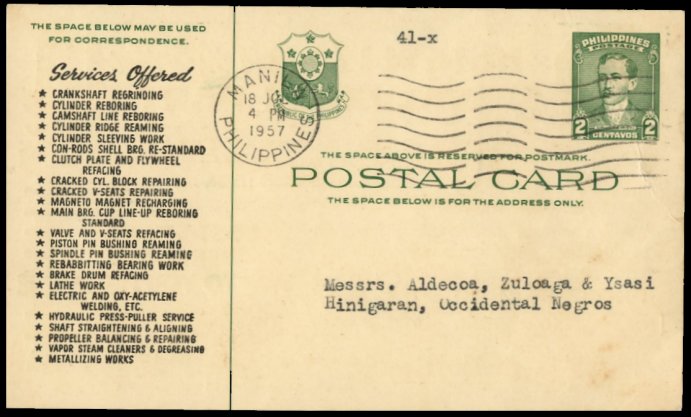 THE SPACE BELOW MAY BE USED
FOR CORRESPONDENCE.
Services Offered
★ CRANKSHAFT REGRINDING
★ CYLINDER REBORING
★ CAMSHAFT LINE REBORING
★ CYLINDER RIDGE REAMING
★ CYLINDER SLEEVING WORK
★ CON-RODS SHELL BRG. RE-STANDARD
★ CLUTCH PLATE AND FLYWHEEL
REFACING
★ CRACKED CYL. BLOCK REPAIRING
★ CRACKED V-SEATS REPAIRING
★ MAGNETO MAGNET RECHARGING
★ MAIN BRG. CUP LINE-UP REBORING
STANDARD
★ VALVE AND V-SEATS REFACING
★ PISTON PIN BUSHING REAMING
★ SPINDLE PIN BUSHING REAMING
★ REBABBITTING BEARING WORK
★ BRAKE DRUM REFACING
★ LATHE WORK
★ ELECTRIC AND OXY-ACETYLENE
WELDING, ETC.
★ HYDRAULIC PRESS-PULLER SERVICE
★ SHAFT STRAIGHTENING & ALIGNING
★ PROPELLER BALANCING & REPAIRING
★ VAPOR STEAM CLEANERS & DEGREASING
★ METALLIZING WORKS
41-x
MANILA
18
4 PM
1957
PHILIPPINES
PHILIPPINES
POSTAGE
2 CENTAVOS 2
THE SPACE ABOVE IS RESERVED FOR POSTMARK.
POSTAL CARD
THE SPACE BELOW IS FOR THE ADDRESS ONLY.
Messrs. Aldecoa, Zuloaga & Ysasi
Hinigaran, Occidental Negros